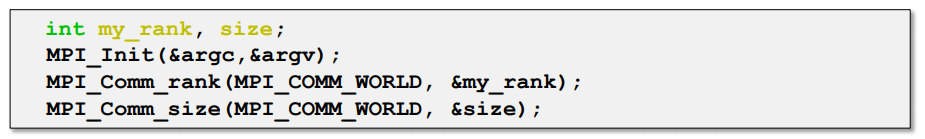 int my_rank, size;
MPI_Init(&argc,&argv);
MPI_Comm_rank(MPI_COMM_WORLD, &my_rank);
MPI_Comm_size(MPI_COMM_WORLD, &size);